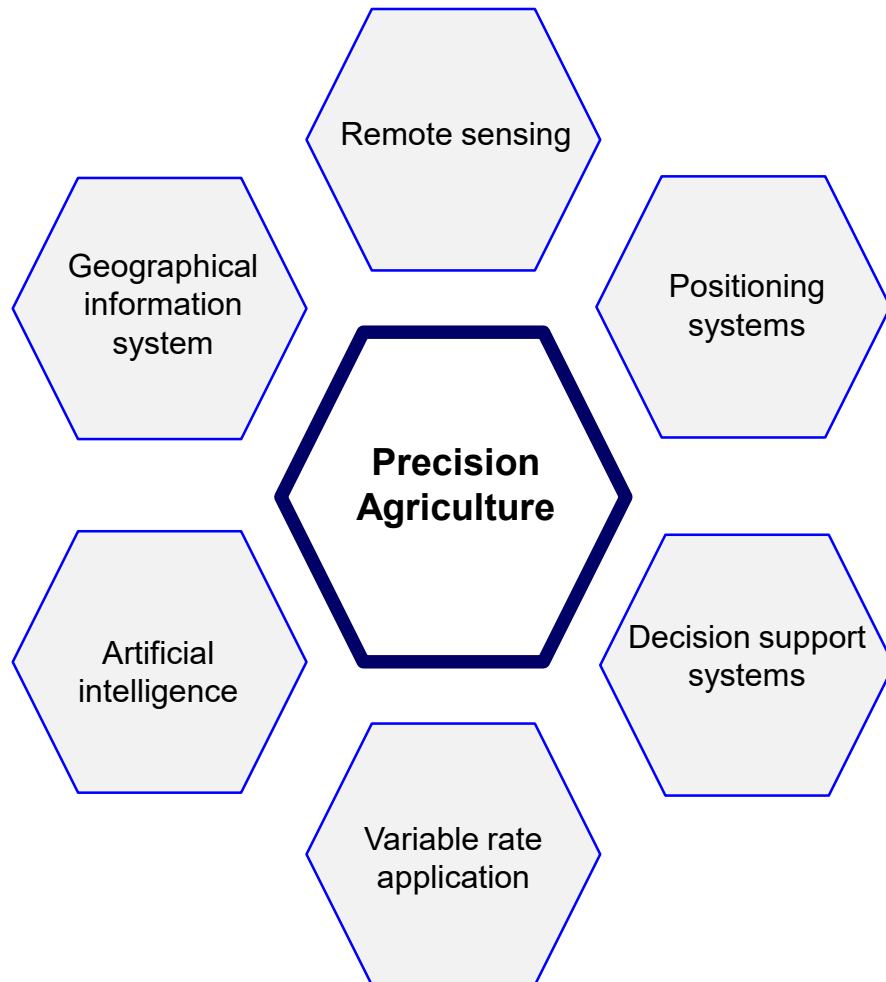 Remote sensing
Geographical
information
system
Positioning
systems
Precision
Agriculture
Artificial
intelligence
Decision support
systems
Variable rate
application